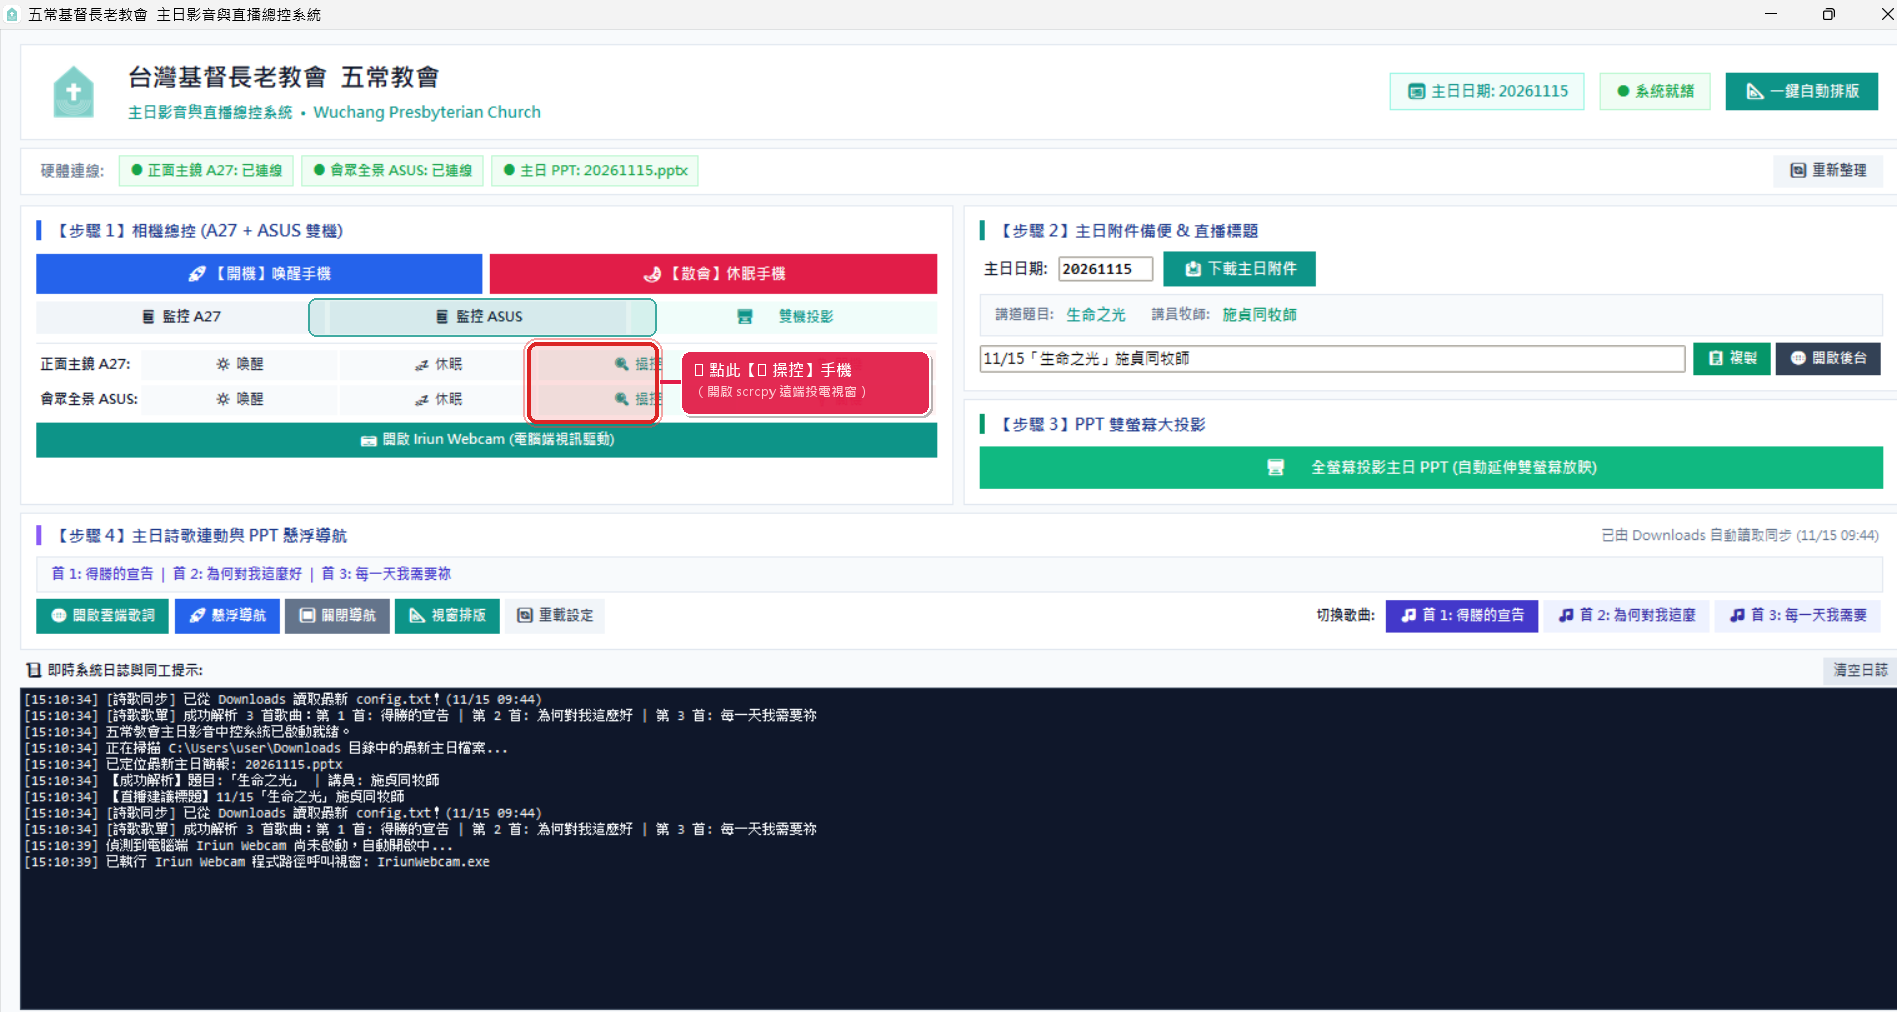 五常基督長老教會 主日影音與直播總控系統
台灣基督長老教會 五常教會
主日影音與直播總控系統 • Wuchang Presbyterian Church
主日日期: 20261115
系統就緒
一鍵自動排版
硬體連線:
正面主鏡 A27: 已連線
會眾全景 ASUS: 已連線
主日 PPT: 20261115.pptx
重新整理
【步驟 1】相機總控 (A27 + ASUS 雙機)
【開機】喚醒手機
【散會】休眠手機
監控 A27
監控 ASUS
雙機投影
正面主鏡 A27:
喚醒
休眠
操控
會眾全景 ASUS:
喚醒
休眠
操控
點此【 操控】手機
（開啟 scrcpy 遠端投電視窗）
開啟 Iriun Webcam (電腦端視訊驅動)
【步驟 2】主日附件備便 & 直播標題
主日日期:
20261115
下載主日附件
講道題目: 生命之光 講員牧師: 施貞同牧師
11/15「生命之光」施貞同牧師
複製
開啟後台
【步驟 3】PPT 雙螢幕大投影
全螢幕投影主日 PPT (自動延伸雙螢幕放映)
【步驟 4】主日詩歌連動與 PPT 懸浮導航
已由 Downloads 自動讀取同步 (11/15 09:44)
首 1: 得勝的宣告 | 首 2: 為何對我這麼好 | 首 3: 每一天我需要祢
開啟雲端歌詞
懸浮導航
關閉導航
視窗排版
重載設定
切換歌曲:
首 1: 得勝的宣告
首 2: 為何對我這麼
首 3: 每一天我需要
即時系統日誌與同工提示:
清空日誌
[15:10:34] [詩歌同步] 已從 Downloads 讀取最新 config.txt! (11/15 09:44)
[15:10:34] [詩歌歌單] 成功解析 3 首歌曲：第 1 首: 得勝的宣告 | 第 2 首: 為何對我這麼好 | 第 3 首: 每一天我需要祢
[15:10:34] 五常教會主日影音中控系統已啟動就緒。
[15:10:34] 正在掃描 C:\Users\user\Downloads 目錄中的最新主日檔案...
[15:10:34] 已定位最新主日簡報: 20261115.pptx
[15:10:34] 【成功解析】題目:「生命之光」 | 講員: 施貞同牧師
[15:10:34] 【直播建議標題】11/15「生命之光」施貞同牧師
[15:10:34] [詩歌同步] 已從 Downloads 讀取最新 config.txt! (11/15 09:44)
[15:10:34] [詩歌歌單] 成功解析 3 首歌曲：第 1 首: 得勝的宣告 | 第 2 首: 為何對我這麼好 | 第 3 首: 每一天我需要祢
[15:10:39] 偵測到電腦端 Iriun Webcam 尚未啟動，自動開啟中...
[15:10:39] 已執行 Iriun Webcam 程式路徑呼叫視窗: IriunWebcam.exe